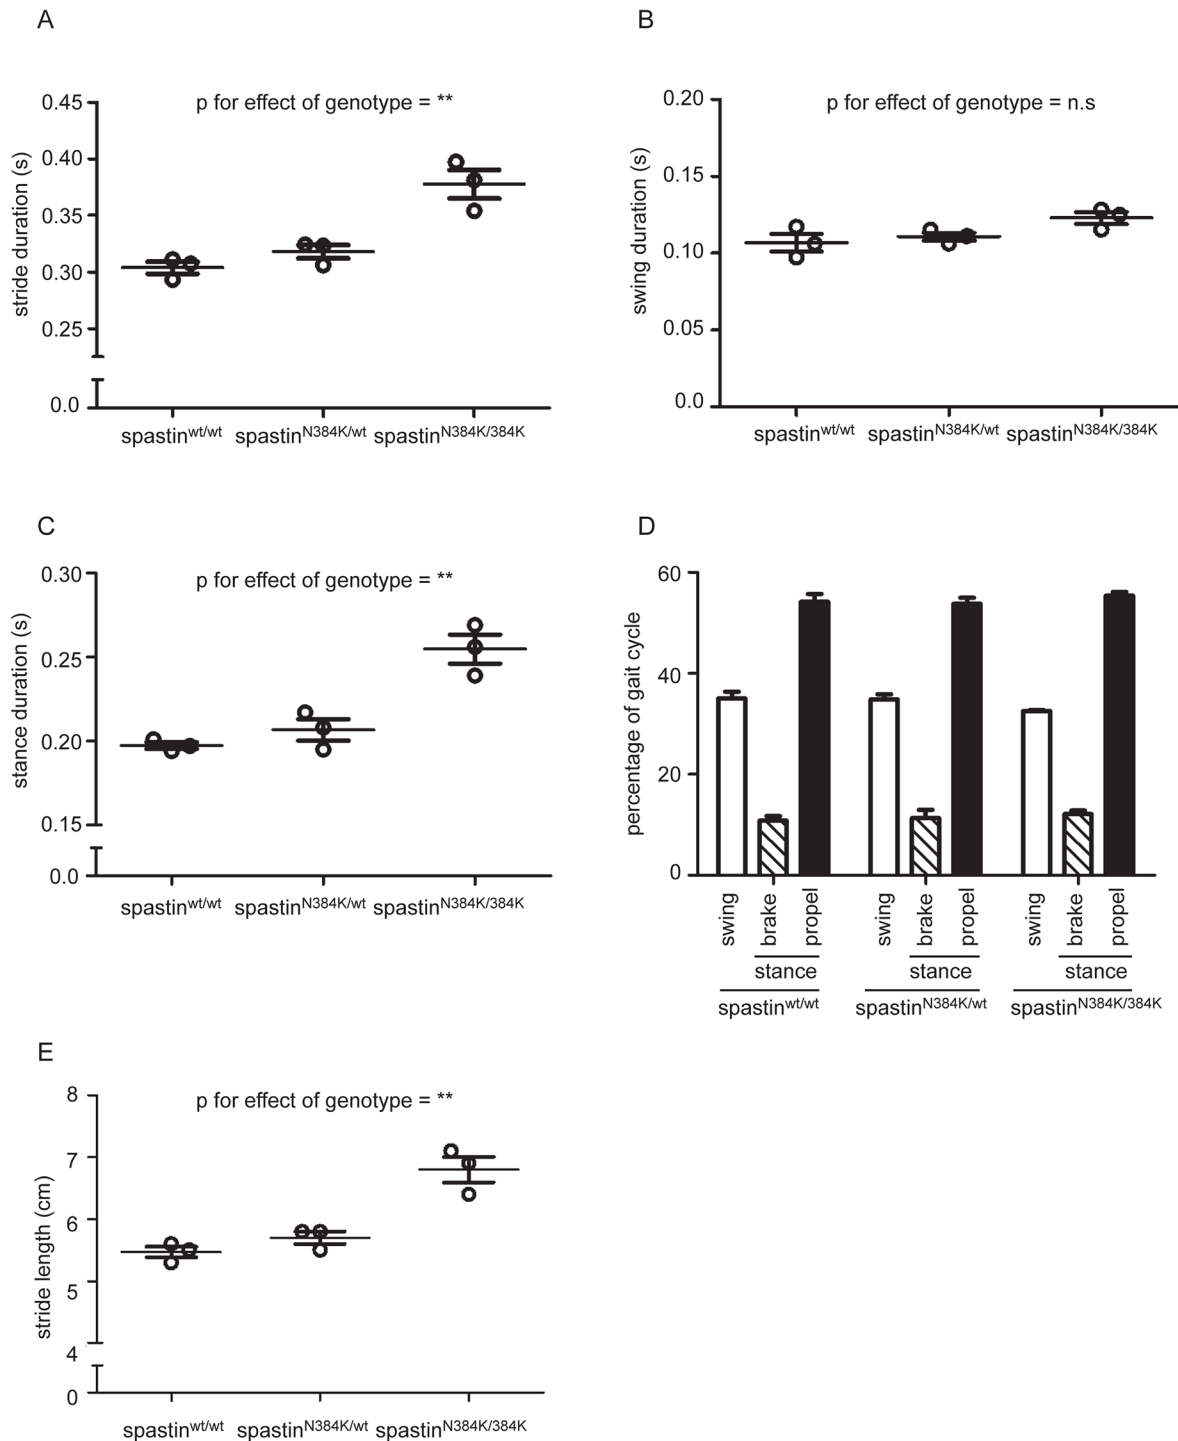 A
p for effect of genotype = **
stride duration (s)
0.45
0.40
0.35
0.30
0.25
0.0
spastinwt/wt spastinN384K/wt spastinN384K/384K
B
p for effect of genotype = n.s
swing duration (s)
0.20
0.15
0.10
0.05
0.0
spastinwt/wt spastinN384K/wt spastinN384K/384K
C
p for effect of genotype = **
stance duration (s)
0.30
0.25
0.20
0.15
0.0
spastinwt/wt spastinN384K/wt spastinN384K/384K
D
percentage of gait cycle
60
40
20
0
swing brake propel swing brake propel swing brake propel
stance stance stance
spastinwt/wt spastinN384K/wt spastinN384K/384K
E
p for effect of genotype = **
stride length (cm)
8
7
6
5
4
0
spastinwt/wt spastinN384K/wt spastinN384K/384K